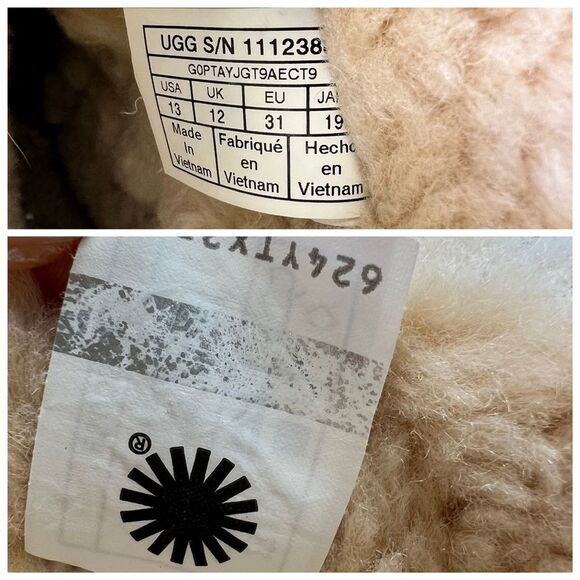 UGG S/N 111238
G0PTAYJGT9AECT9
USA UK EU
13 12 31 19
Made Fabriqué Hecho
In en en
Vietnam Vietnam Vietnam
624YTX
®